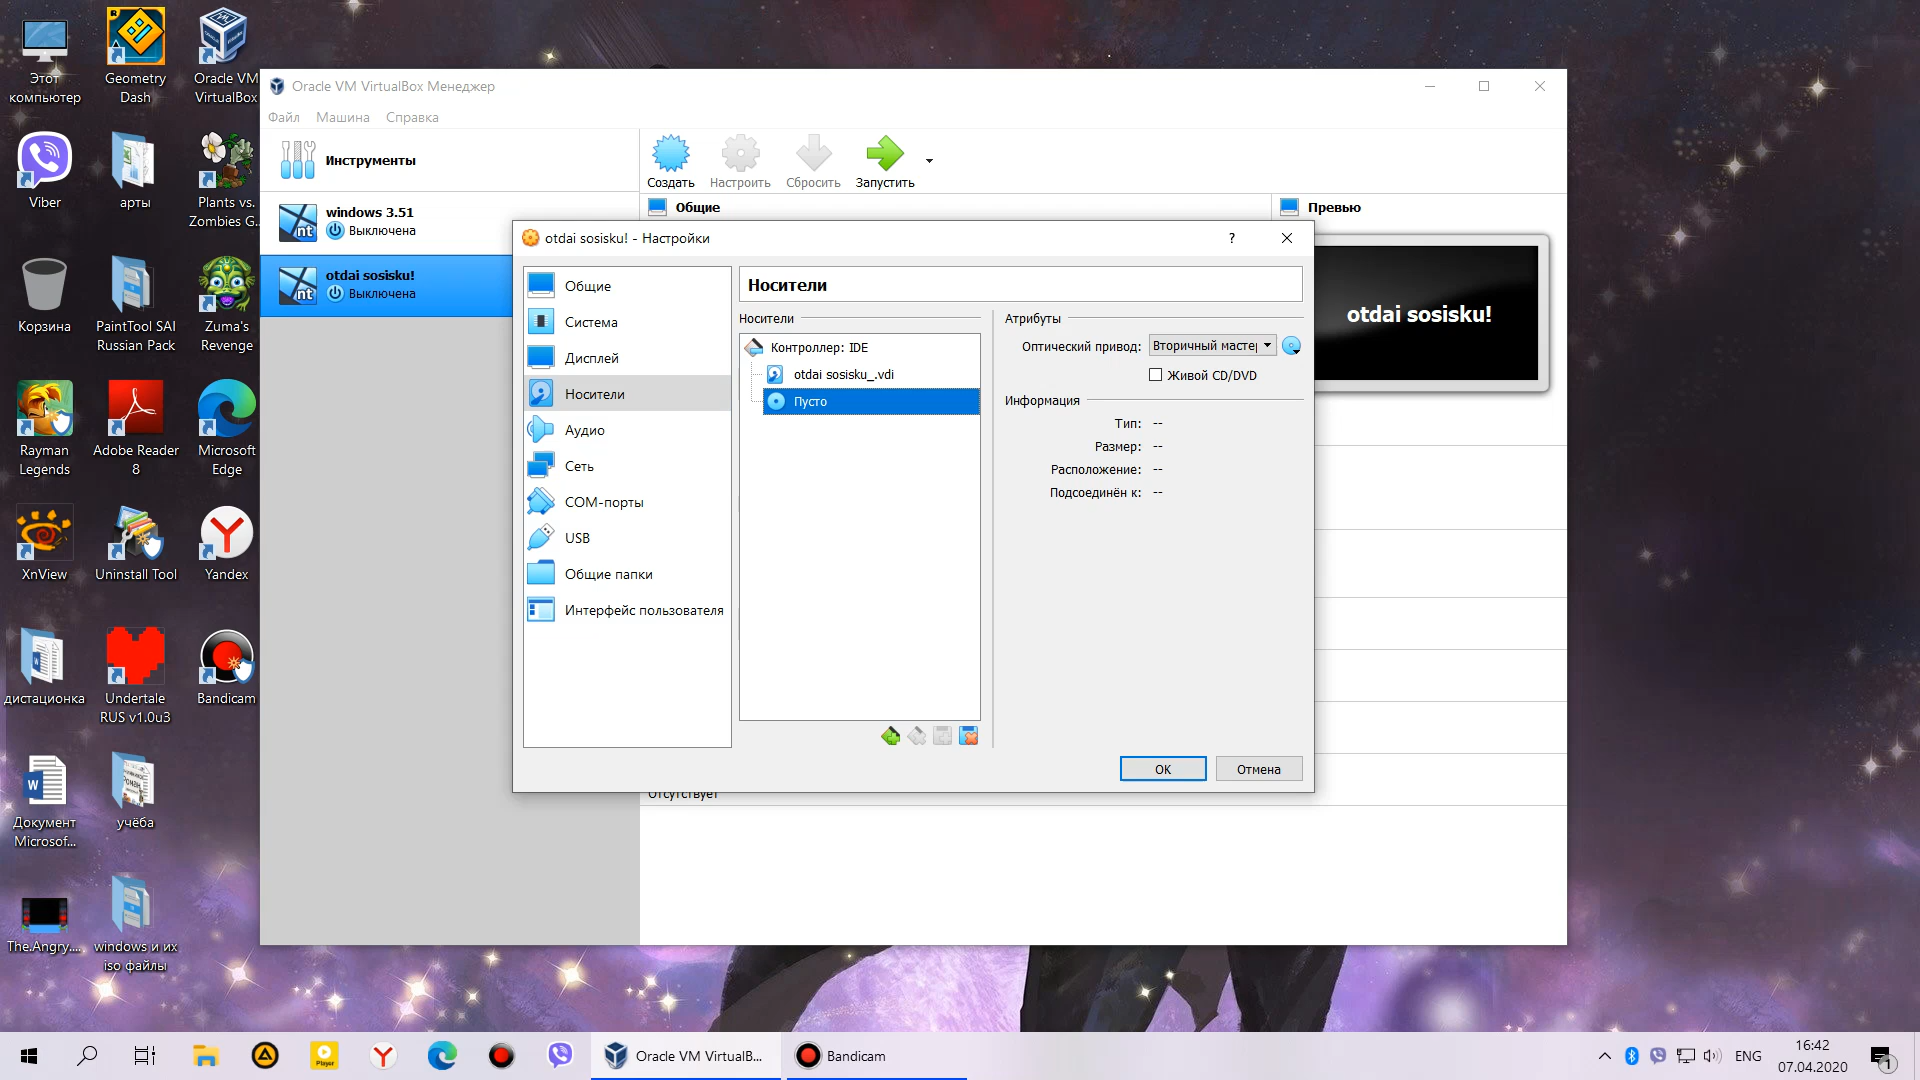 Этот
компьютер
Geometry
Dash
Oracle VM
VirtualBox
Viber
арты
Plants vs.
Zombies G...
Корзина
PaintTool SAI
Russian Pack
Zuma's
Revenge
Rayman
Legends
Adobe Reader
8
Microsoft
Edge
XnView
Uninstall Tool
Yandex
дистационка
Undertale
RUS v1.0u3
Bandicam
Документ
Microsof...
учёба
The.Angry....
windows и их
iso файлы
Oracle VM VirtualBox Менеджер
Файл Машина Справка
Инструменты
Создать Настроить Сбросить Запустить
windows 3.51
Выключена
otdai sosisku!
Выключена
Общие
Превью
otdai sosisku!
Отсутствует
otdai sosisku! - Настройки
?
Общие
Система
Дисплей
Носители
Аудио
Сеть
COM-порты
USB
Общие папки
Интерфейс пользователя
Носители
Носители
Контроллер: IDE
otdai sosisku_.vdi
Пусто
Атрибуты
Оптический привод: Вторичный мастер
Живой CD/DVD
Информация
Тип: --
Размер: --
Расположение: --
Подсоединён к: --
OK
Отмена
Player
Oracle VM VirtualB...
Bandicam
ENG
16:42
07.04.2020
1